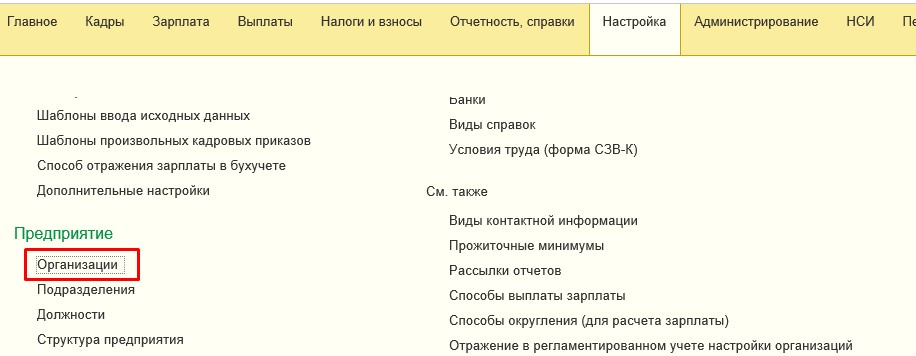 Главное Кадры Зарплата Выплаты Налоги и взносы Отчетность, справки Настройка Администрирование НСИ
Шаблоны ввода исходных данных
Шаблоны произвольных кадровых приказов
Способ отражения зарплаты в бухучете
Дополнительные настройки
Предприятие
Организации
Подразделения
Должности
Структура предприятия
Банки
Виды справок
Условия труда (форма СЗВ-К)
См. также
Виды контактной информации
Прожиточные минимумы
Рассылки отчетов
Способы выплаты зарплаты
Способы округления (для расчета зарплаты)
Отражение в регламентированном учете настройки организаций